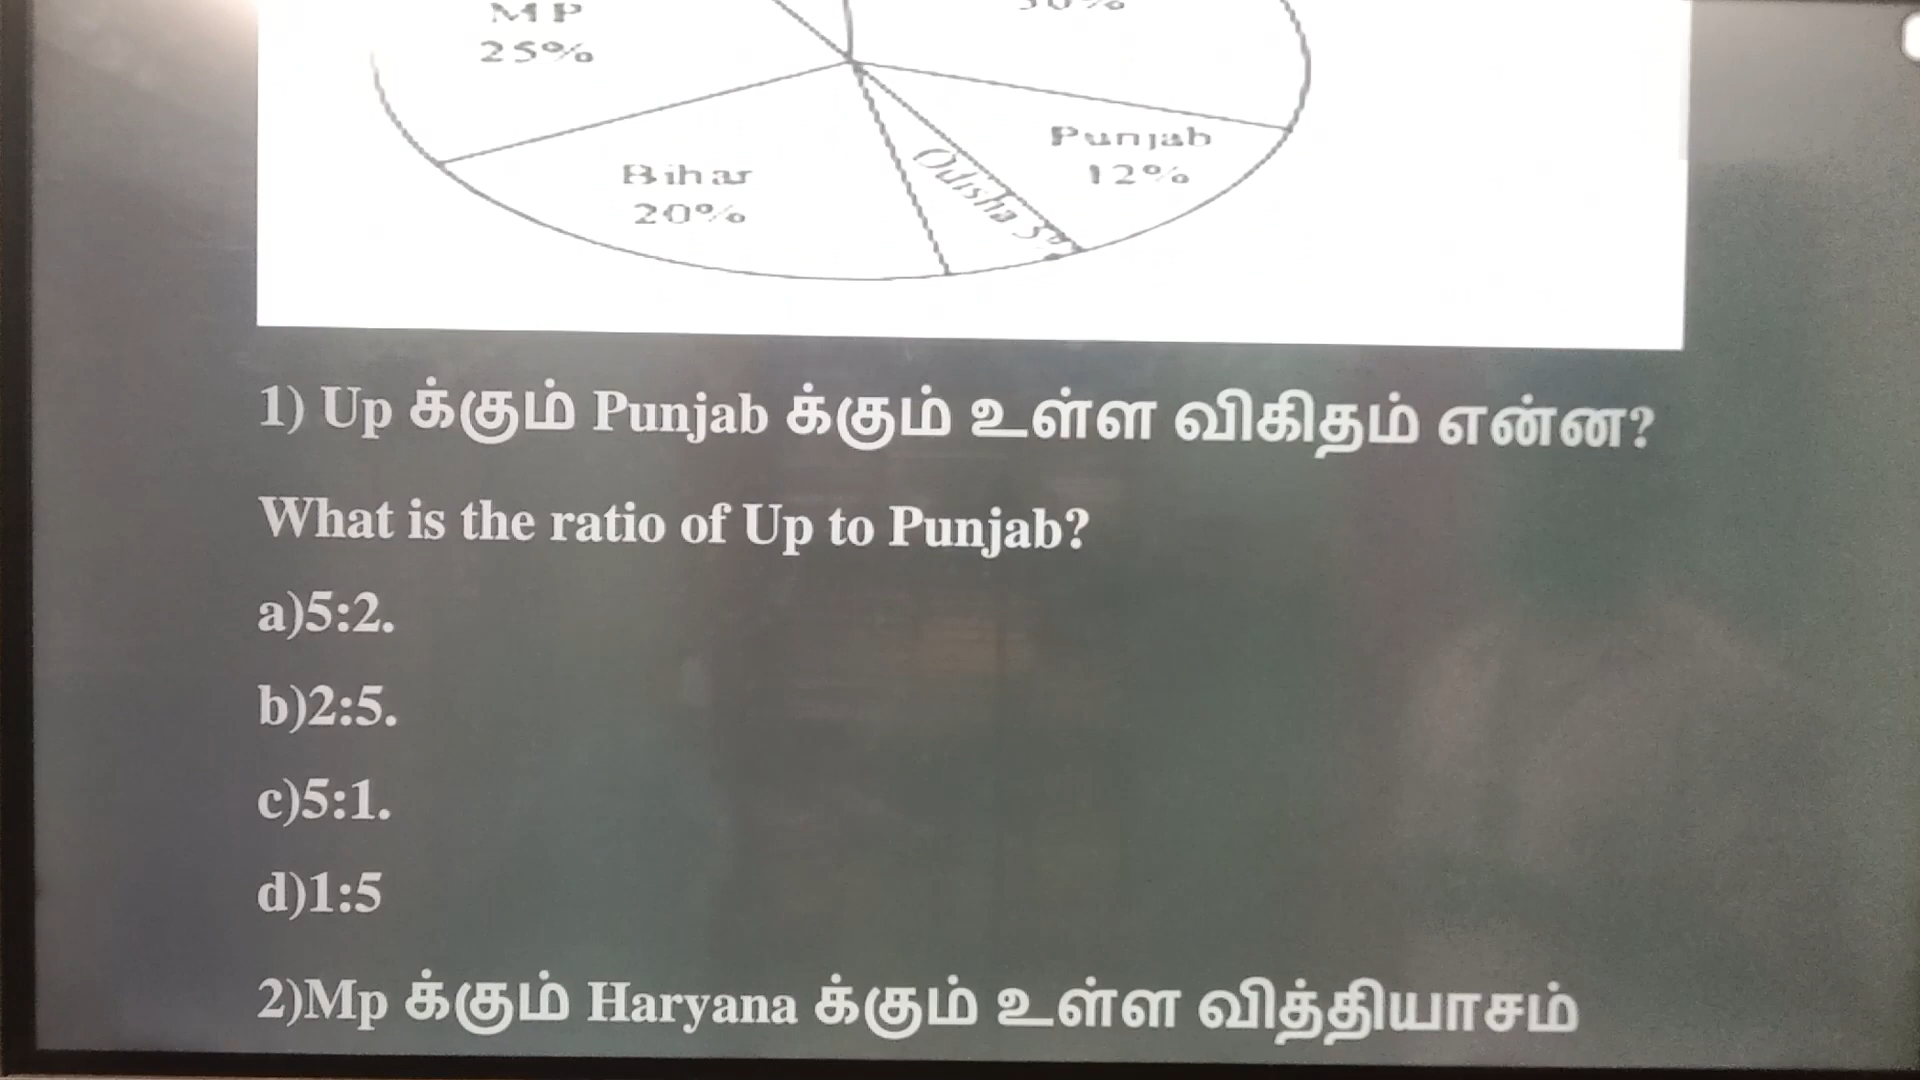 MP
25%
Punjab
12%
Bihar
20%
Odisha
1) Up க்கும் Punjab க்கும் உள்ள விகிதம் என்ன?
What is the ratio of Up to Punjab?
a)5:2.
b)2:5.
c)5:1.
d)1:5
2)Mp க்கும் Haryana க்கும் உள்ள வித்தியாசம்